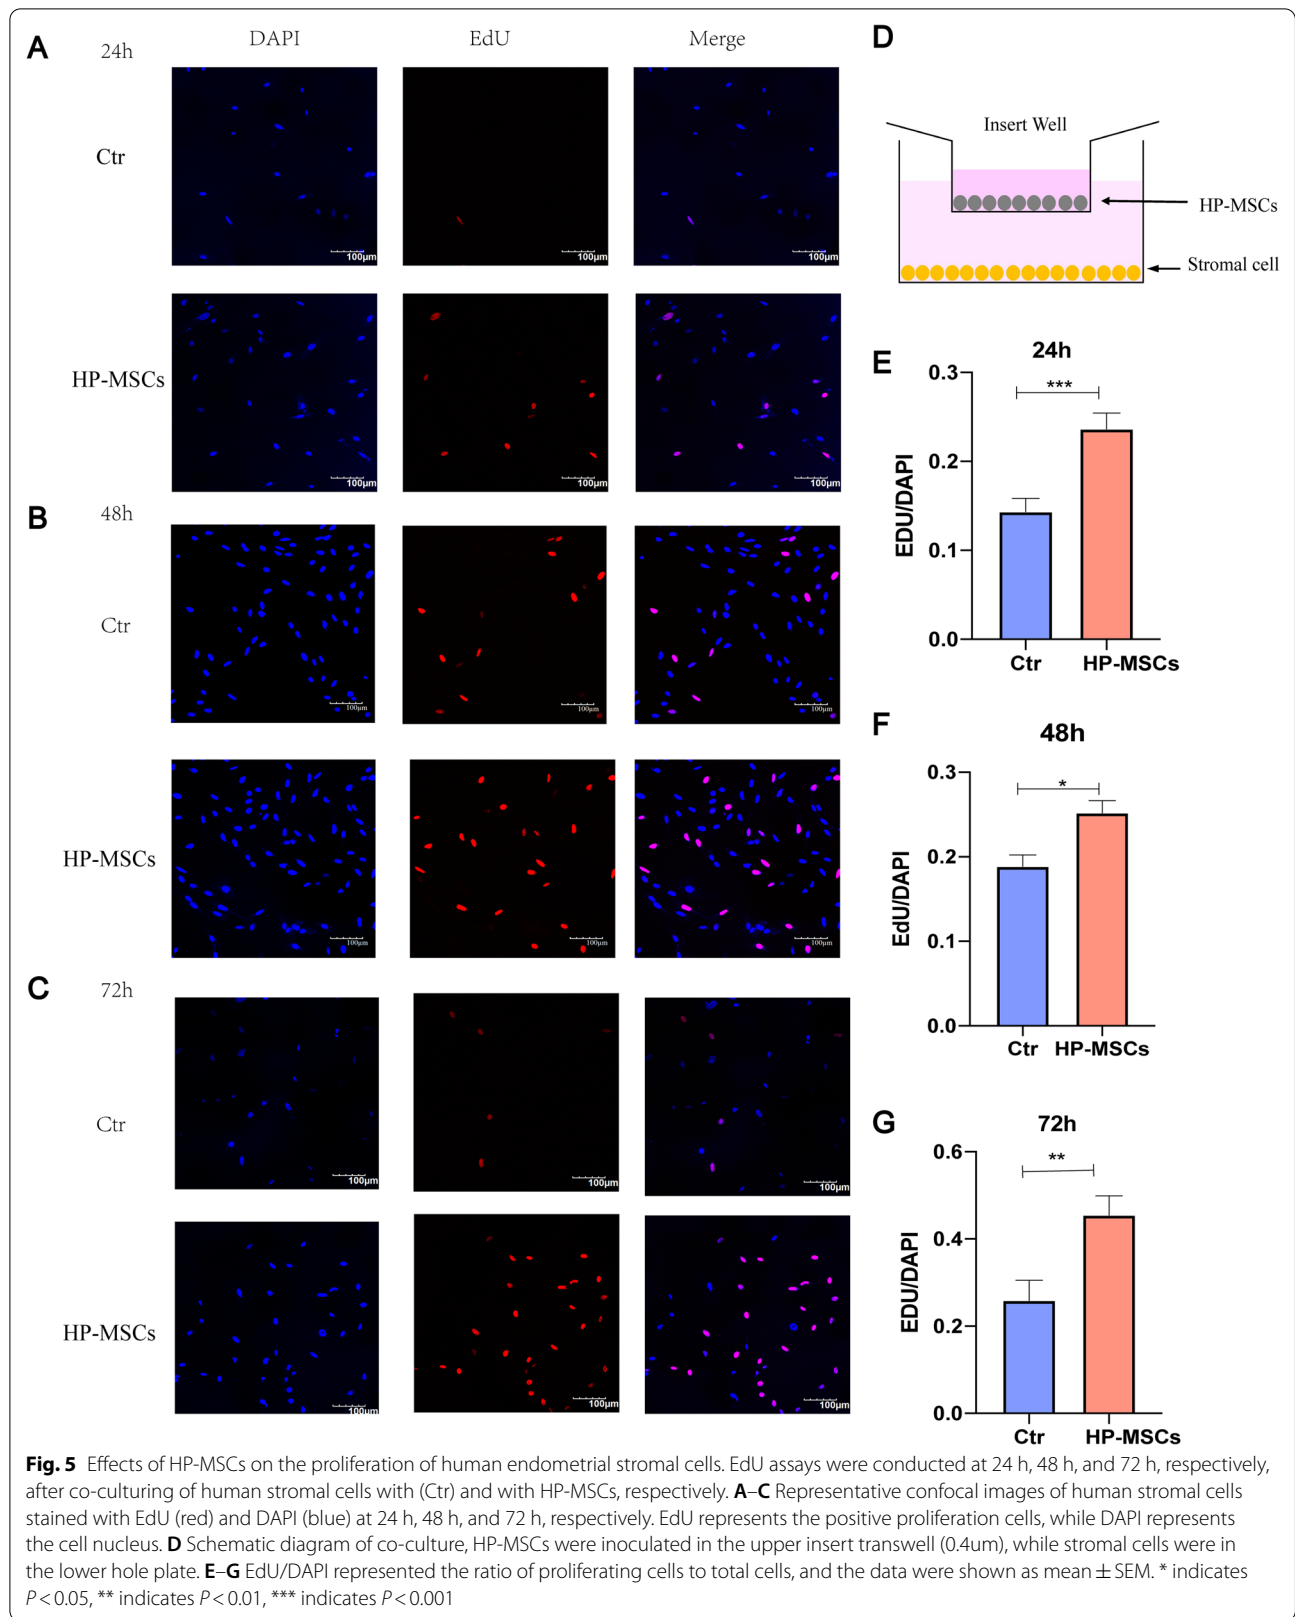 A
24h
DAPI
EdU
Merge
Ctr
100μm
100μm
100μm
HP-MSCs
100μm
100μm
100μm
B
48h
Ctr
100μm
100μm
100μm
HP-MSCs
100μm
100μm
100μm
C
72h
Ctr
100μm
100μm
100μm
HP-MSCs
100μm
100μm
100μm
D
Insert Well
HP-MSCs
Stromal cell
E
24h
***
EDU/DAPI
0.3
0.2
0.1
0.0
Ctr HP-MSCs
F
48h
*
EdU/DAPI
0.3
0.2
0.1
0.0
Ctr HP-MSCs
G
72h
**
EDU/DAPI
0.6
0.4
0.2
0.0
Ctr HP-MSCs
Fig. 5 Effects of HP-MSCs on the proliferation of human endometrial stromal cells. EdU assays were conducted at 24 h, 48 h, and 72 h, respectively,
after co-culturing of human stromal cells with (Ctr) and with HP-MSCs, respectively. A–C Representative confocal images of human stromal cells
stained with EdU (red) and DAPI (blue) at 24 h, 48 h, and 72 h, respectively. EdU represents the positive proliferation cells, while DAPI represents
the cell nucleus. D Schematic diagram of co-culture, HP-MSCs were inoculated in the upper insert transwell (0.4um), while stromal cells were in
the lower hole plate. E–G EdU/DAPI represented the ratio of proliferating cells to total cells, and the data were shown as mean ± SEM. * indicates
P < 0.05, ** indicates P < 0.01, *** indicates P < 0.001